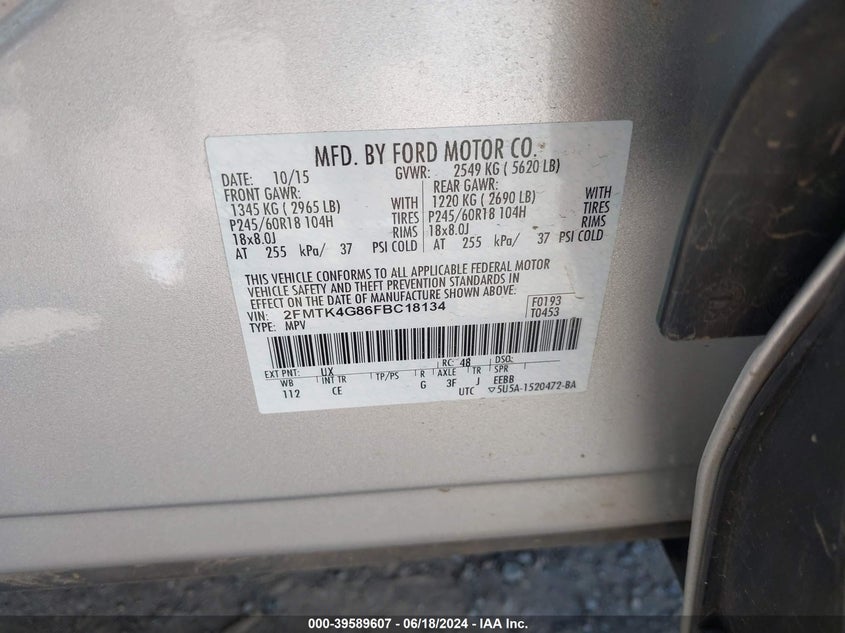 MFD. BY FORD MOTOR CO.
DATE: 10/15 GVWR: 2549 KG ( 5620 LB)
FRONT GAWR: REAR GAWR:
1345 KG ( 2965 LB) WITH 1220 KG ( 2690 LB) WITH
P245/60R18 104H TIRES P245/60R18 104H TIRES
18x8.0J RIMS 18x8.0J RIMS
AT 255 kPa/ 37 PSI COLD AT 255 kPa/ 37 PSI COLD
THIS VEHICLE CONFORMS TO ALL APPLICABLE FEDERAL MOTOR
VEHICLE SAFETY AND THEFT PREVENTION STANDARDS IN
EFFECT ON THE DATE OF MANUFACTURE SHOWN ABOVE.
VIN: 2FMTK4G86FBC18134 F0193
TYPE: MPV T0453
EXT PNT: UX RC: 48 DSO:
WB INT TR TP/PS R AXLE TR SPR
112 CE G 3F J EEBB
UTC ▽5U5A-1520472-BA
000-39589607 - 06/18/2024 - IAAI.com